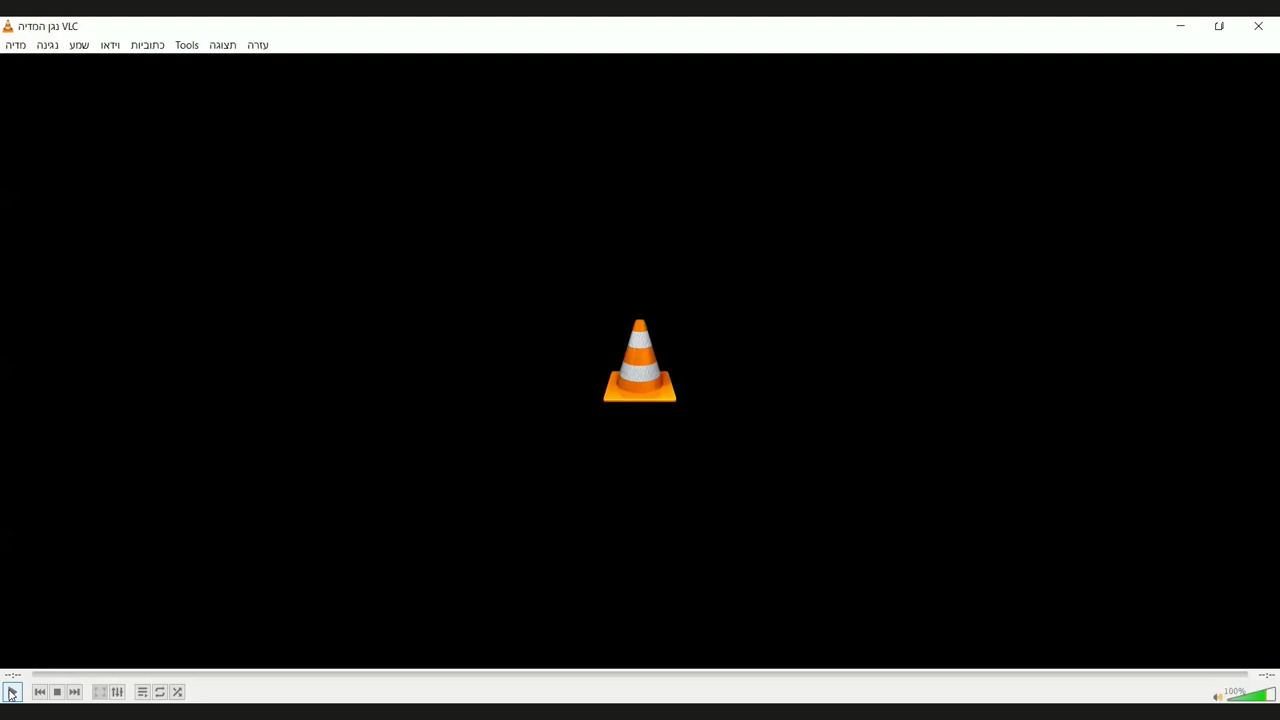 VLC נגן המדיה
מדיה נגינה שמע וידאו כתוביות Tools תצוגה עזרה
--:-- --:--
100%